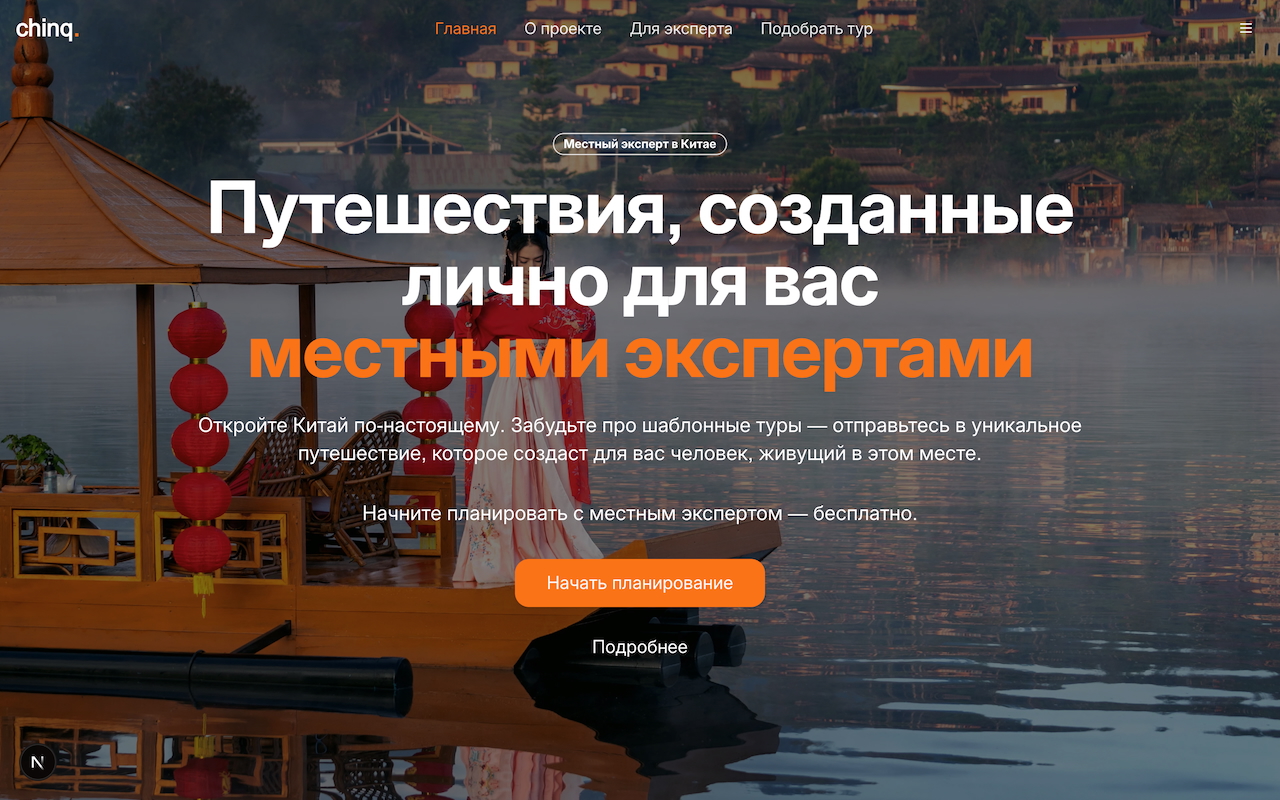 chinq.
Главная
О проекте
Для эксперта
Подобрать тур
Местный эксперт в Китае
Путешествия, созданные
лично для вас
местными экспертами
Откройте Китай по-настоящему. Забудьте про шаблонные туры — отправьтесь в уникальное
путешествие, которое создаст для вас человек, живущий в этом месте.
Начните планировать с местным экспертом — бесплатно.
Начать планирование
Подробнее
N